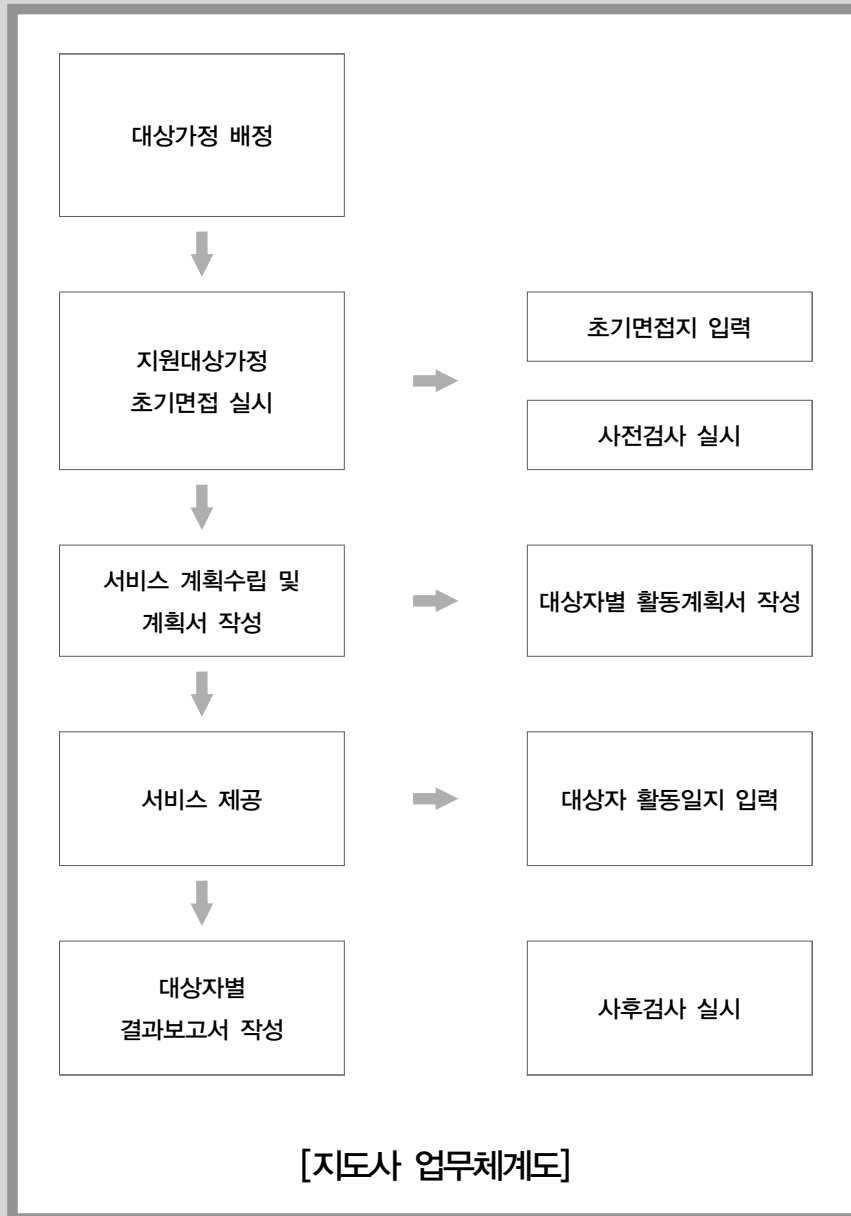 대상가정 배정
지원대상가정
초기면접 실시
초기면접지 입력
사전검사 실시
서비스 계획수립 및
계획서 작성
대상자별 활동계획서 작성
서비스 제공
대상자 활동일지 입력
대상자별
결과보고서 작성
사후검사 실시
[지도사 업무체계도]